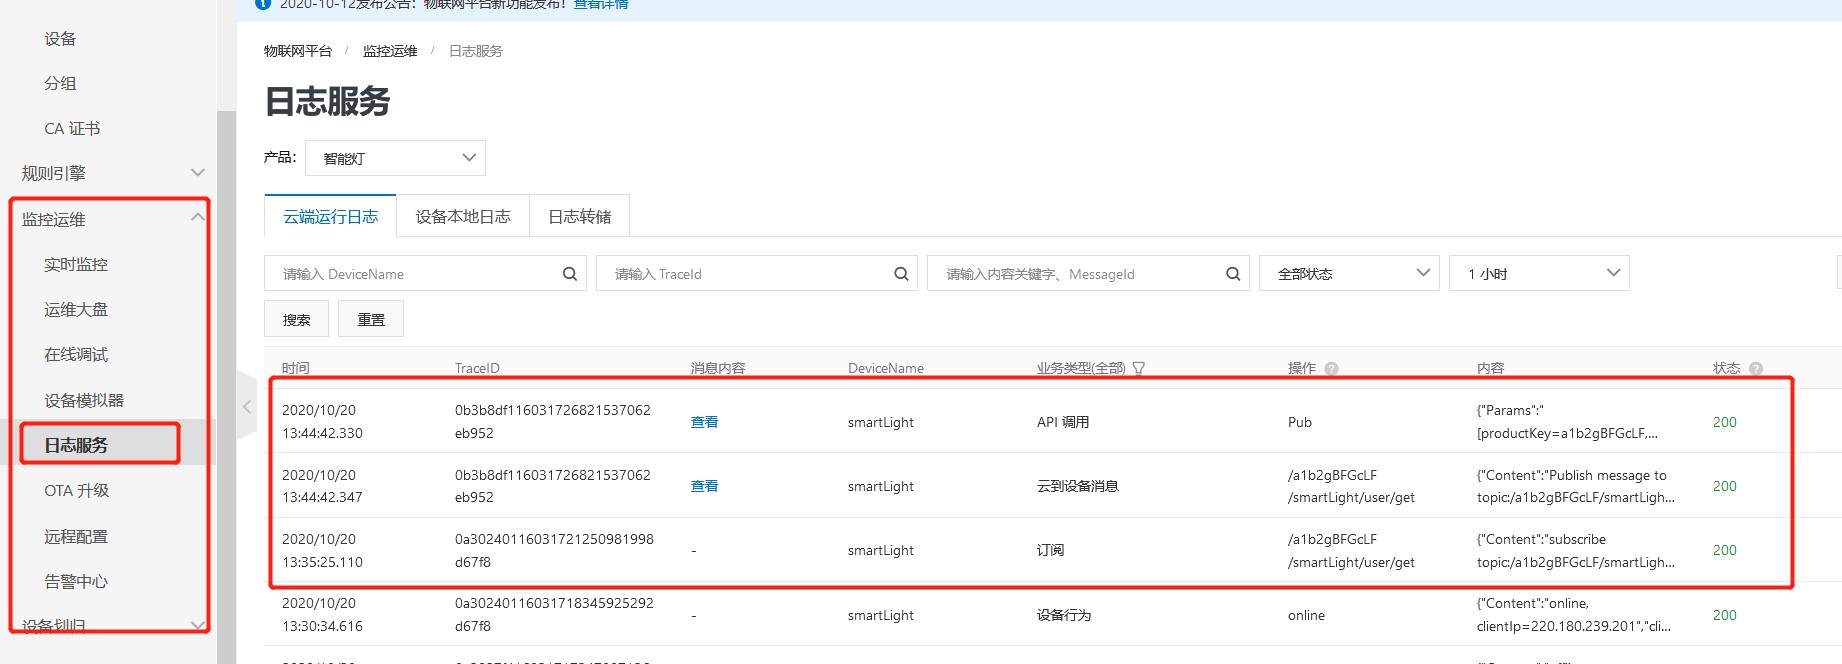 2020-10-12发布公告：物联网平台新功能发布！ 查看详情
设备
分组
CA 证书
规则引擎
监控运维
实时监控
运维大盘
在线调试
设备模拟器
日志服务
OTA 升级
远程配置
告警中心
设备划归
物联网平台 / 监控运维 / 日志服务
日志服务
产品： 智能灯
云端运行日志 设备本地日志 日志转储
请输入 DeviceName 请输入 TraceId 请输入内容关键字、MessageId 全部状态 1 小时
搜索 重置
时间 TraceID 消息内容 DeviceName 业务类型(全部) 操作 内容 状态
2020/10/20 0b3b8df116031726821537062 {"Params":"
查看 smartLight API 调用 Pub 200
13:44:42.330 eb952 [productKey=a1b2gBFGcLF,...
2020/10/20 0b3b8df116031726821537062 /a1b2gBFGcLF {"Content":"Publish message to
查看 smartLight 云到设备消息 200
13:44:42.347 eb952 /smartLight/user/get topic:/a1b2gBFGcLF/smartLigh...
2020/10/20 0a30240116031721250981998 /a1b2gBFGcLF {"Content":"subscribe
- smartLight 订阅 200
13:35:25.110 d67f8 /smartLight/user/get topic:/a1b2gBFGcLF/smartLigh...
2020/10/20 0a30240116031718345925292 {"Content":"online,
- smartLight 设备行为 online 200
13:30:34.616 d67f8 clientIp=220.180.239.201","cli...